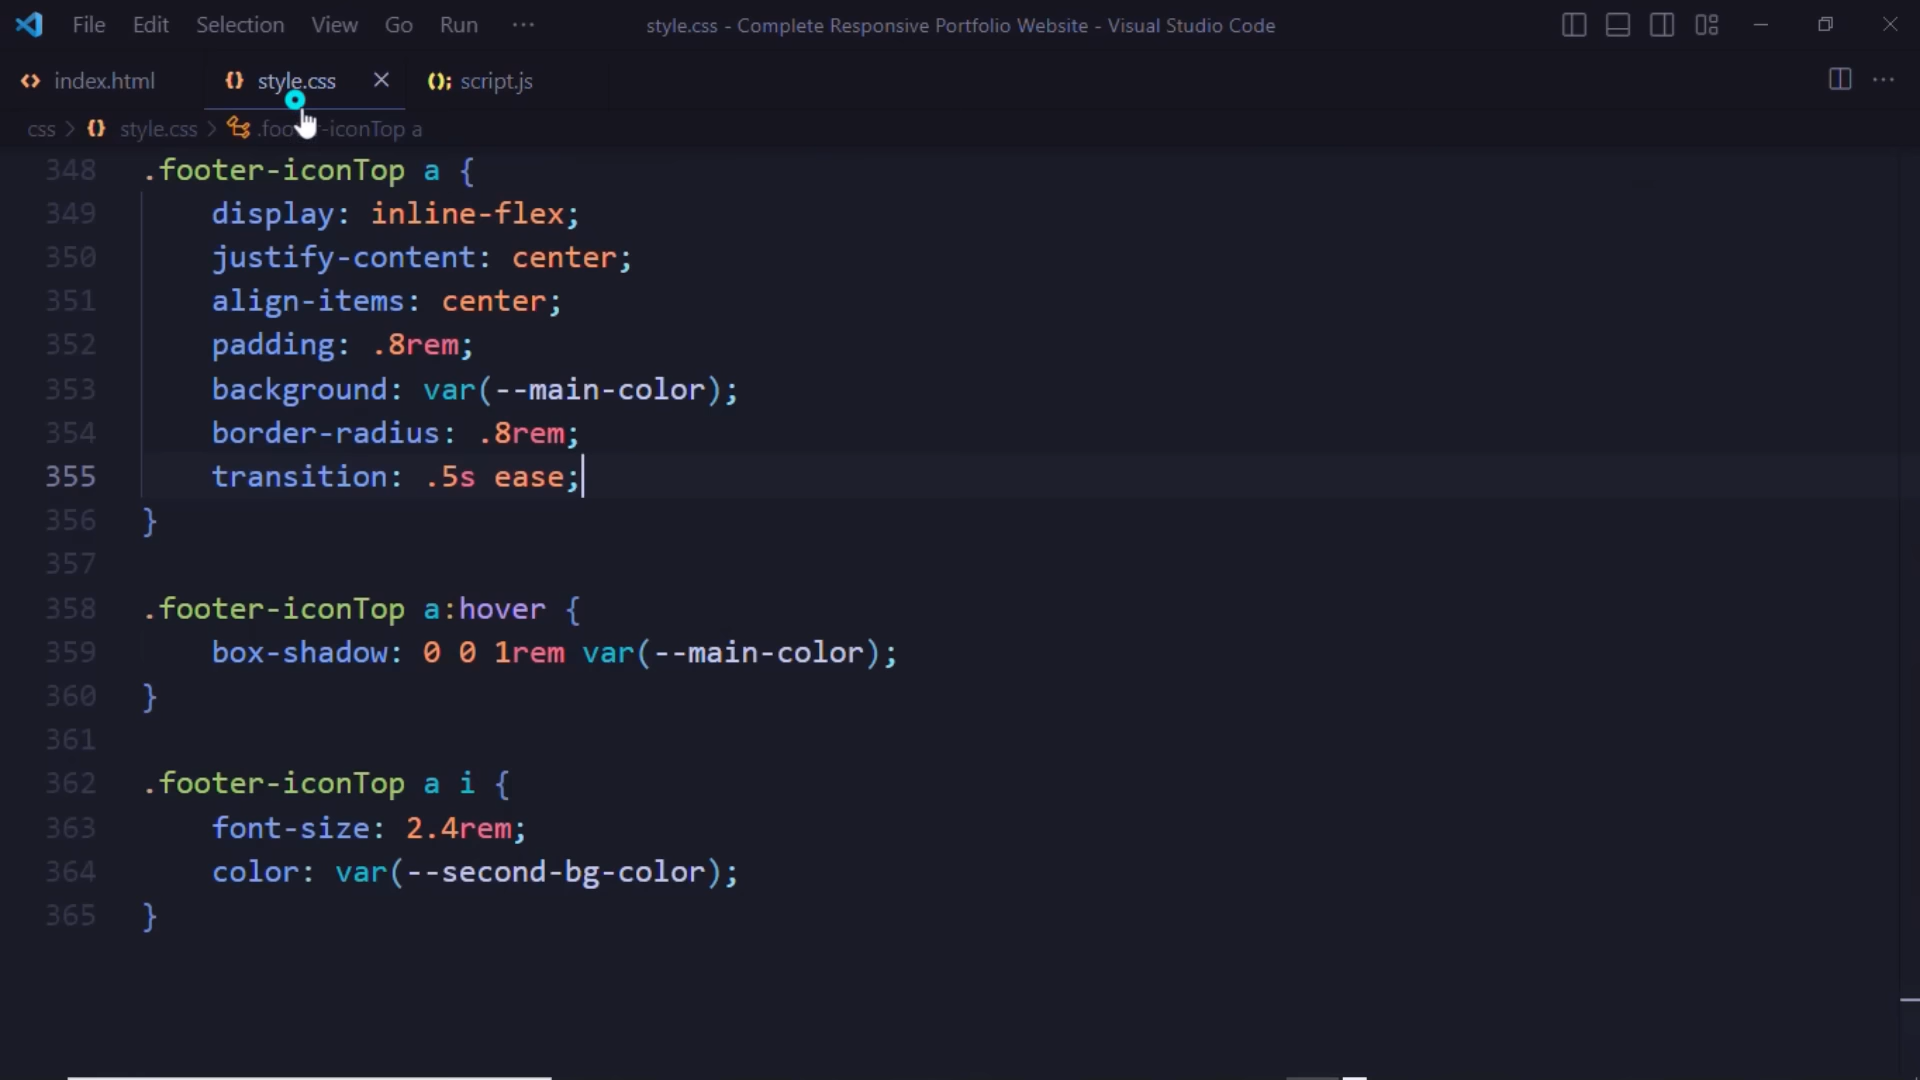 File Edit Selection View Go Run ···
style.css - Complete Responsive Portfolio Website - Visual Studio Code
index.html
style.css
script.js
css > style.css > .footer-iconTop a
348 .footer-iconTop a {
349 display: inline-flex;
350 justify-content: center;
351 align-items: center;
352 padding: .8rem;
353 background: var(--main-color);
354 border-radius: .8rem;
355 transition: .5s ease;
356 }
357
358 .footer-iconTop a:hover {
359 box-shadow: 0 0 1rem var(--main-color);
360 }
361
362 .footer-iconTop a i {
363 font-size: 2.4rem;
364 color: var(--second-bg-color);
365 }